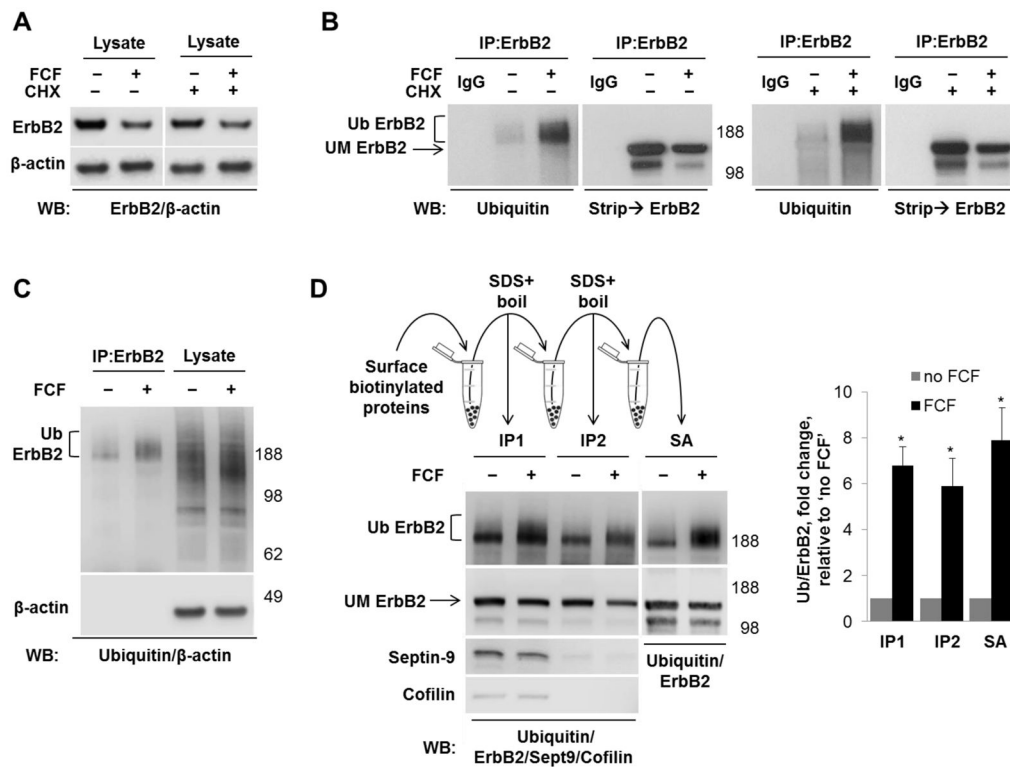 A
Lysate Lysate
FCF – + – +
CHX – – + +
ErbB2
β-actin
WB: ErbB2/β-actin
B
IP:ErbB2 IP:ErbB2 IP:ErbB2 IP:ErbB2
FCF IgG – + IgG – + IgG – + IgG – +
CHX – – – – + + + +
Ub ErbB2
UM ErbB2
188
98
188
98
WB: Ubiquitin Strip→ ErbB2 Ubiquitin Strip→ ErbB2
C
IP:ErbB2 Lysate
FCF – + – +
Ub
ErbB2
188
98
62
49
β-actin
WB: Ubiquitin/β-actin
D
SDS+ SDS+
boil boil
Surface
biotinylated
proteins
IP1 IP2 SA
FCF – + – + – +
Ub ErbB2
188
UM ErbB2
188
98
Septin-9
Cofilin
Ubiquitin/
ErbB2
WB: Ubiquitin/
ErbB2/Sept9/Cofilin
no FCF
FCF
Ub/ErbB2, fold change,
relative to ‘no FCF’
10
8
6
4
2
0
* * *
IP1 IP2 SA